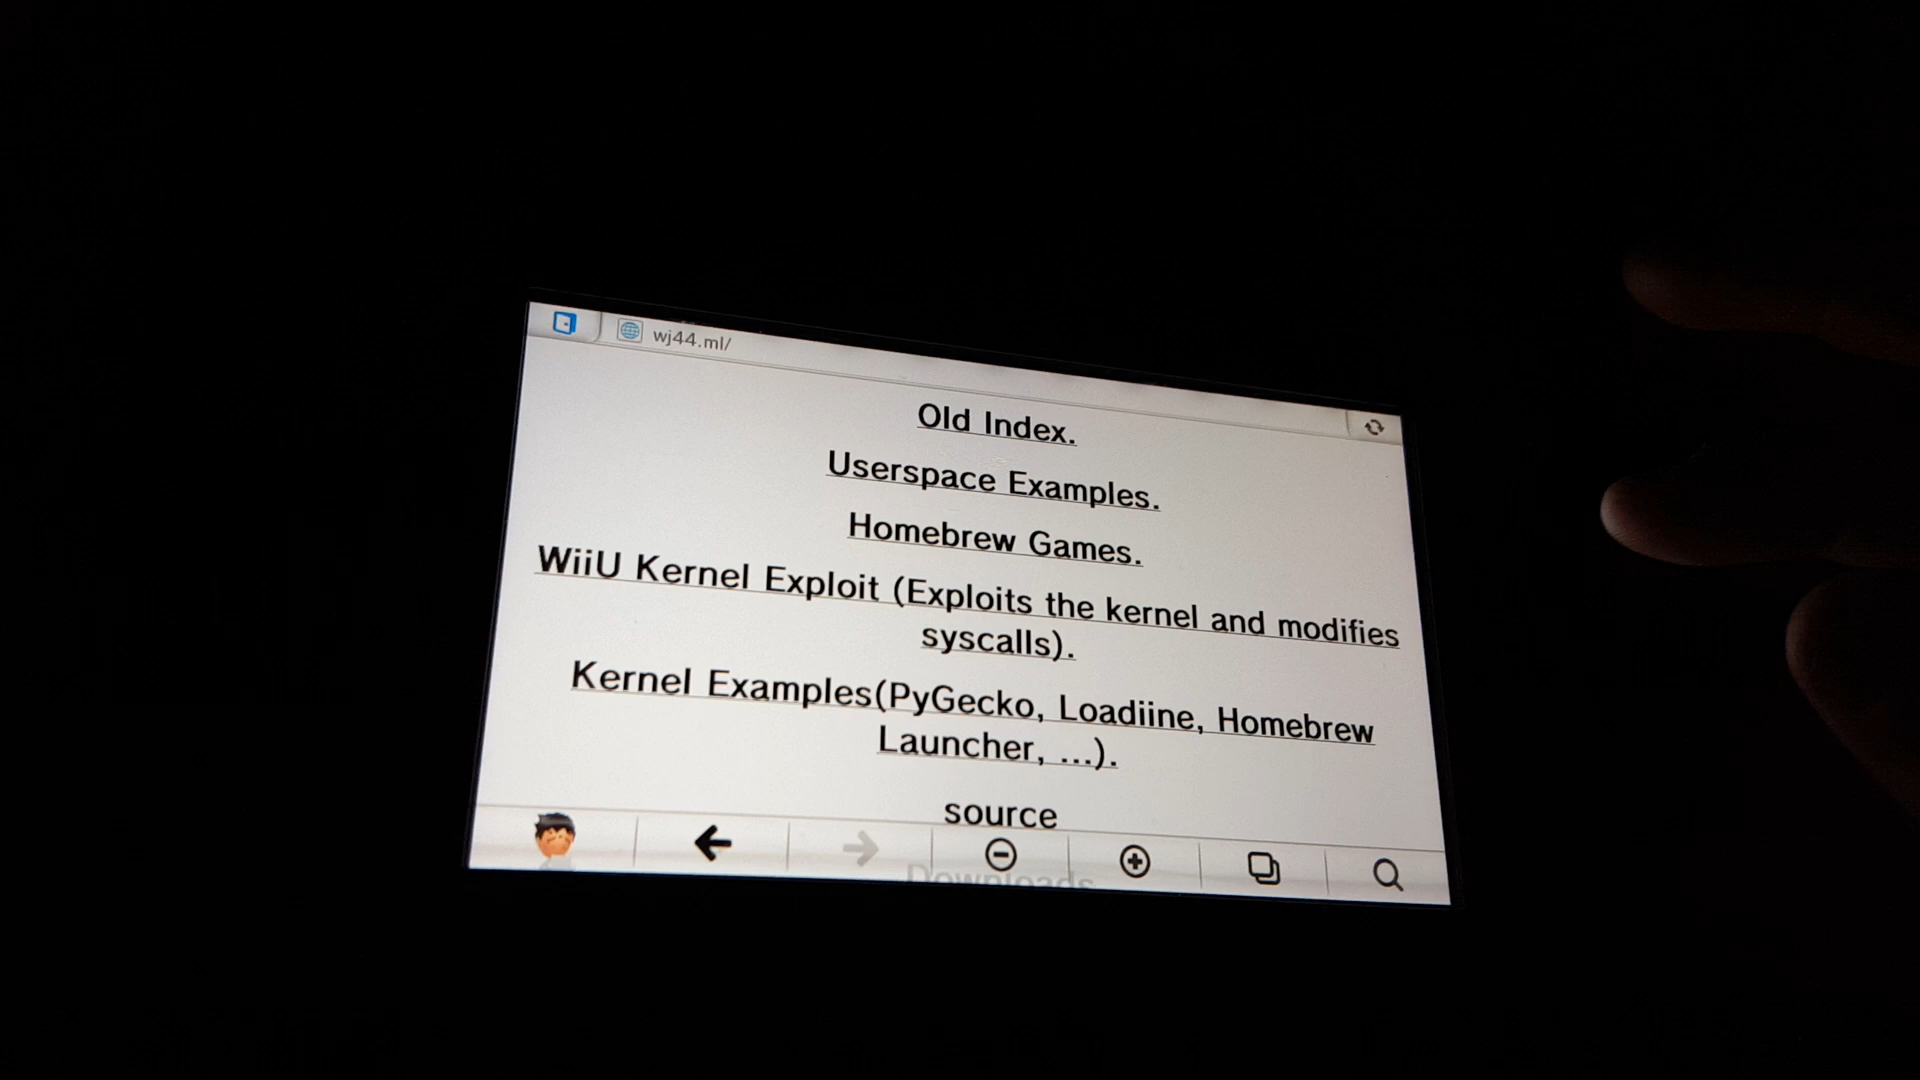 wj44.ml/
Old Index.
Userspace Examples.
Homebrew Games.
WiiU Kernel Exploit (Exploits the kernel and modifies
syscalls).
Kernel Examples(PyGecko, Loadiine, Homebrew
Launcher, ...).
source
Downloads